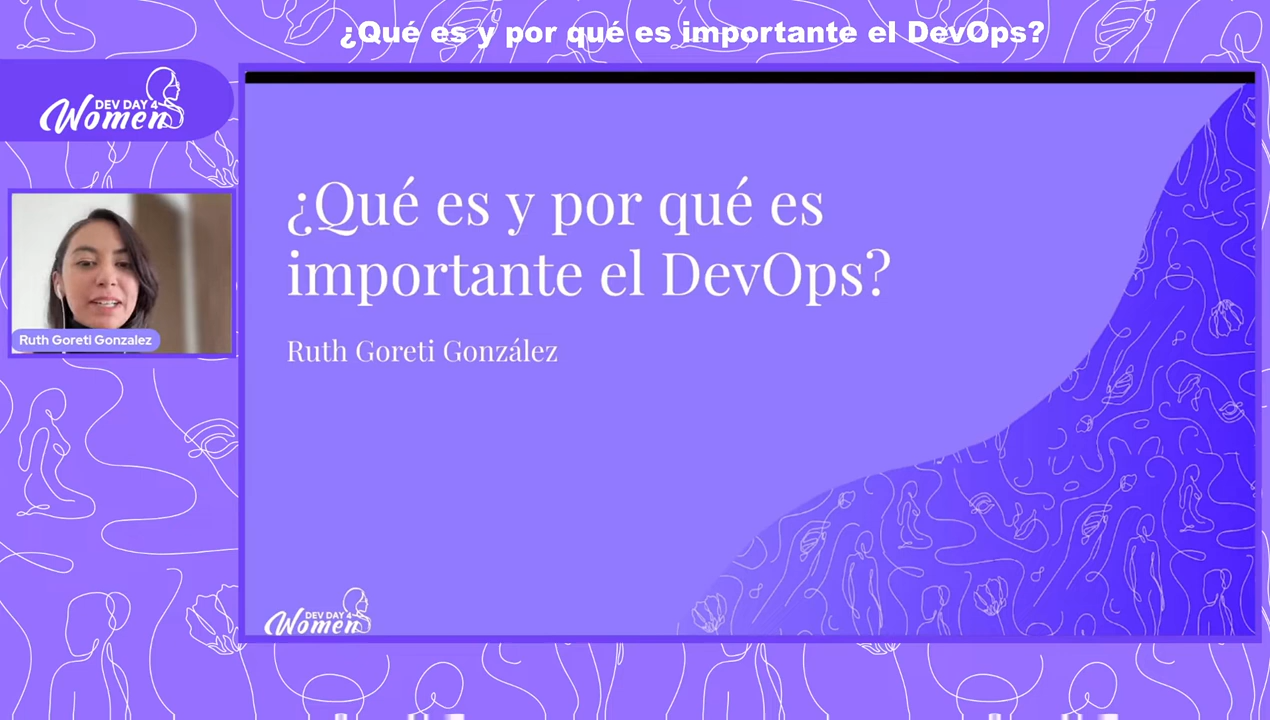 ¿Qué es y por qué es importante el DevOps?
DEV DAY 4
Women
Ruth Goreti Gonzalez
¿Qué es y por qué es
importante el DevOps?
Ruth Goreti González
DEV DAY 4
Women